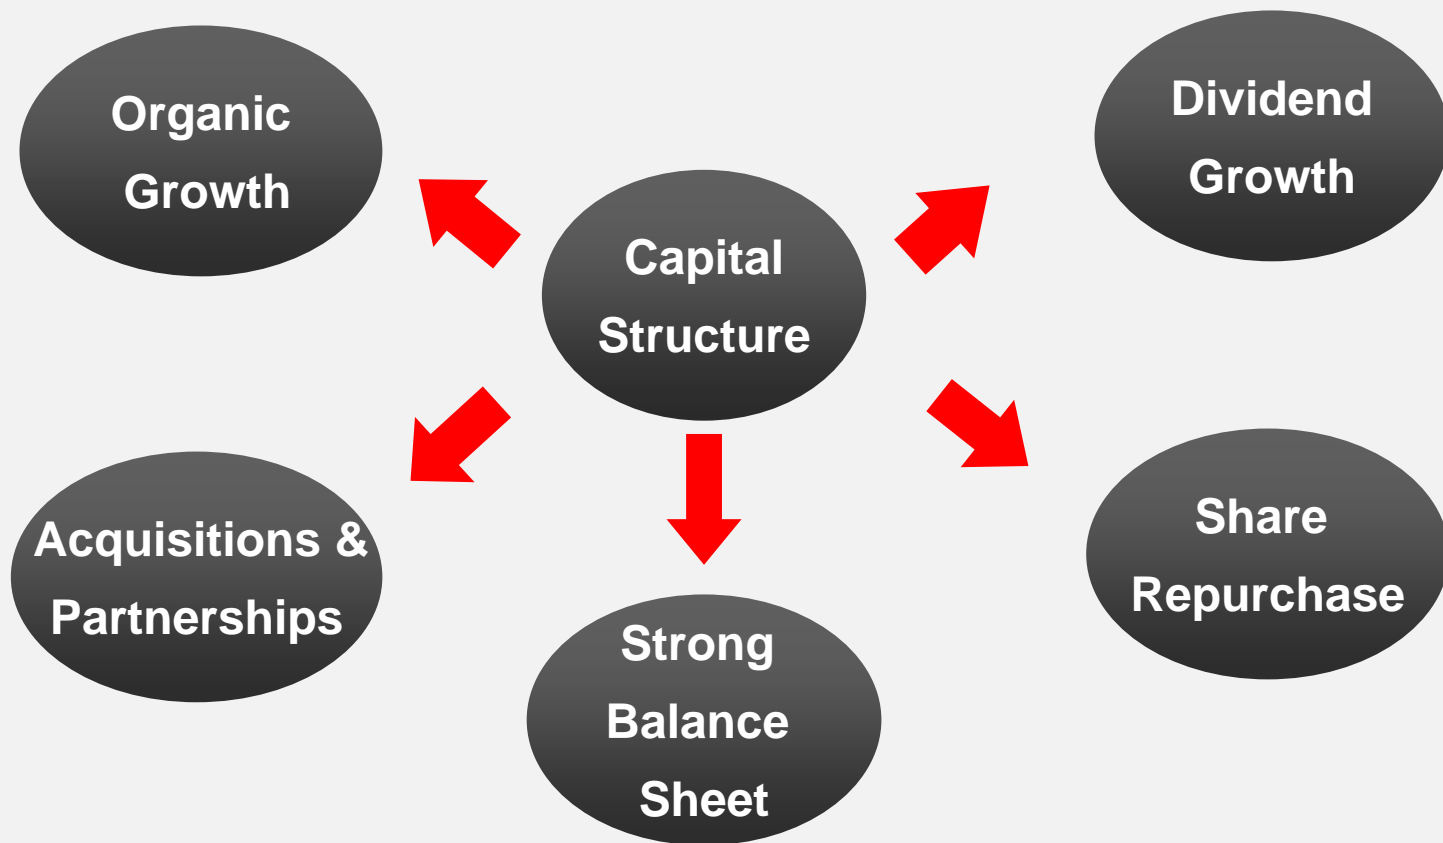 Organic
Growth
Dividend
Growth
Capital
Structure
Acquisitions &
Partnerships
Strong
Balance
Sheet
Share
Repurchase